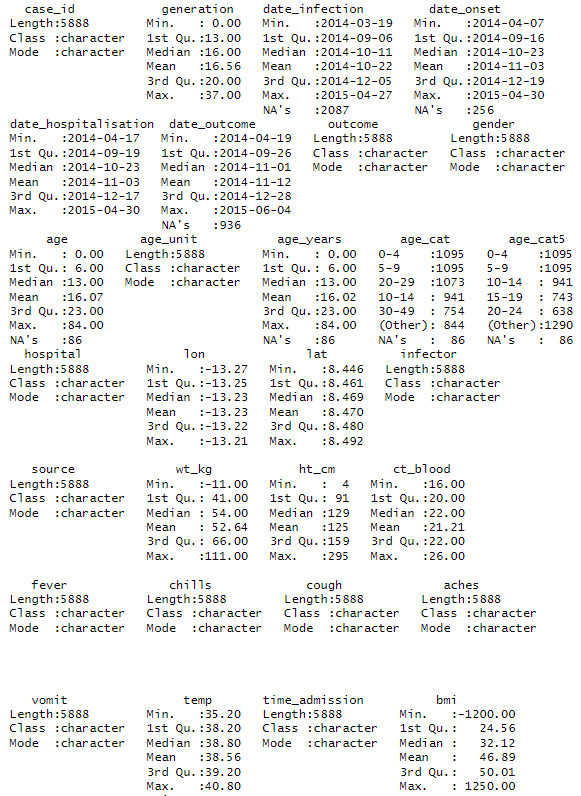 case_id generation date_infection date_onset
Length:5888 Min. : 0.00 Min. :2014-03-19 Min. :2014-04-07
Class :character 1st Qu.:13.00 1st Qu.:2014-09-06 1st Qu.:2014-09-16
Mode :character Median :16.00 Median :2014-10-11 Median :2014-10-23
Mean :16.56 Mean :2014-10-22 Mean :2014-11-03
3rd Qu.:20.00 3rd Qu.:2014-12-05 3rd Qu.:2014-12-19
Max. :37.00 Max. :2015-04-27 Max. :2015-04-30
NA's :2087 NA's :256
date_hospitalisation date_outcome outcome gender
Min. :2014-04-17 Min. :2014-04-19 Length:5888 Length:5888
1st Qu.:2014-09-19 1st Qu.:2014-09-26 Class :character Class :character
Median :2014-10-23 Median :2014-11-01 Mode :character Mode :character
Mean :2014-11-03 Mean :2014-11-12
3rd Qu.:2014-12-17 3rd Qu.:2014-12-28
Max. :2015-04-30 Max. :2015-06-04
NA's :936
age age_unit age_years age_cat age_cat5
Min. : 0.00 Length:5888 Min. : 0.00 0-4 :1095 0-4 :1095
1st Qu.: 6.00 Class :character 1st Qu.: 6.00 5-9 :1095 5-9 :1095
Median :13.00 Mode :character Median :13.00 20-29 :1073 10-14 : 941
Mean :16.07 Mean :16.02 10-14 : 941 15-19 : 743
3rd Qu.:23.00 3rd Qu.:23.00 30-49 : 754 20-24 : 638
Max. :84.00 Max. :84.00 (Other): 844 (Other):1290
NA's :86 NA's :86 NA's : 86 NA's : 86
hospital lon lat infector
Length:5888 Min. :-13.27 Min. :8.446 Length:5888
Class :character 1st Qu.:-13.25 1st Qu.:8.461 Class :character
Mode :character Median :-13.23 Median :8.469 Mode :character
Mean :-13.23 Mean :8.470
3rd Qu.:-13.22 3rd Qu.:8.480
Max. :-13.21 Max. :8.492
source wt_kg ht_cm ct_blood
Length:5888 Min. :-11.00 Min. : 4 Min. :16.00
Class :character 1st Qu.: 41.00 1st Qu.: 91 1st Qu.:20.00
Mode :character Median : 54.00 Median :129 Median :22.00
Mean : 52.64 Mean :125 Mean :21.21
3rd Qu.: 66.00 3rd Qu.:159 3rd Qu.:22.00
Max. :111.00 Max. :295 Max. :26.00
fever chills cough aches
Length:5888 Length:5888 Length:5888 Length:5888
Class :character Class :character Class :character Class :character
Mode :character Mode :character Mode :character Mode :character
vomit temp time_admission bmi
Length:5888 Min. :35.20 Length:5888 Min. :-1200.00
Class :character 1st Qu.:38.20 Class :character 1st Qu.: 24.56
Mode :character Median :38.80 Mode :character Median : 32.12
Mean :38.56 Mean : 46.89
3rd Qu.:39.20 3rd Qu.: 50.01
Max. :40.80 Max. : 1250.00